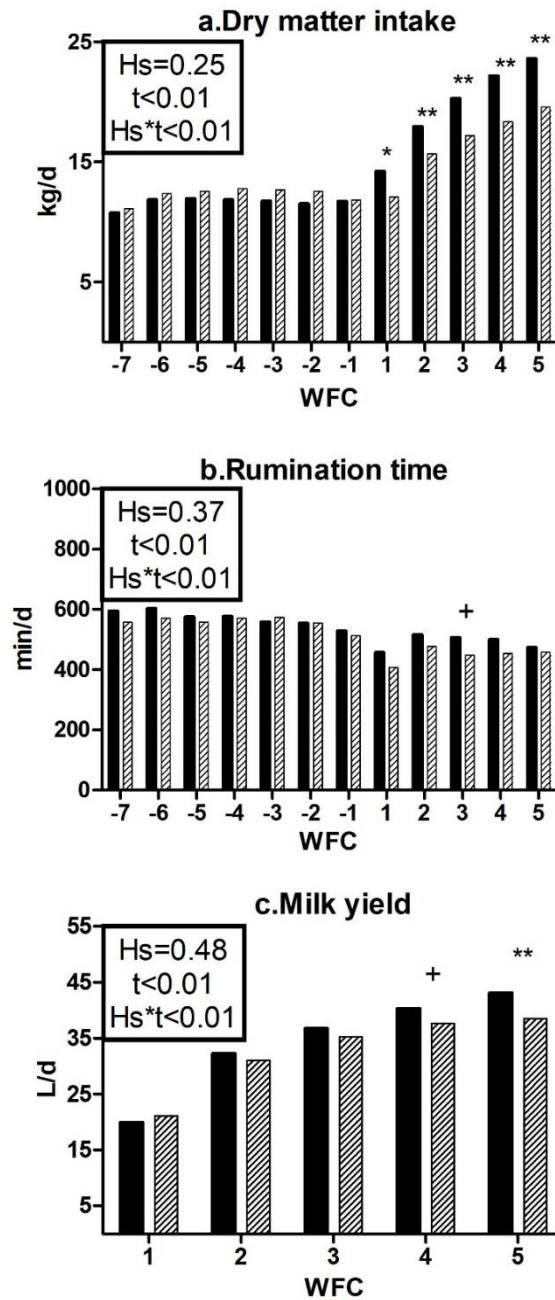 a.Dry matter intake
25
15
5
kg/d
Hs=0.25
t<0.01
Hs*t<0.01
*
**
**
**
**
-7 -6 -5 -4 -3 -2 -1 1 2 3 4 5
WFC
b.Rumination time
1000
800
600
400
200
0
min/d
Hs=0.37
t<0.01
Hs*t<0.01
+
-7 -6 -5 -4 -3 -2 -1 1 2 3 4 5
WFC
c.Milk yield
55
45
35
25
15
5
L/d
Hs=0.48
t<0.01
Hs*t<0.01
+
**
1 2 3 4 5
WFC